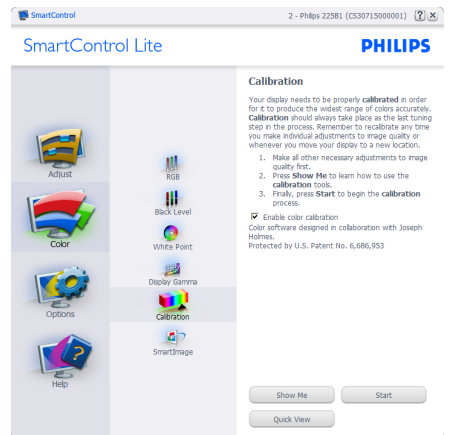 SmartControl
2 - Philips 225B1 (CS30715000001)
? X
SmartControl Lite
PHILIPS
Adjust
Color
Options
Help
RGB
Black Level
White Point
Display Gamma
Calibration
SmartImage
Calibration
Your display needs to be properly calibrated in order
for it to produce the widest range of colors accurately.
Calibration should always take place as the last tuning
step in the process. Remember to recalibrate any time
you make individual adjustments to image quality or
whenever you move your display to a new location.
1. Make all other necessary adjustments to image
quality first.
2. Press Show Me to learn how to use the
calibration tools.
3. Finally, press Start to begin the calibration
process.
Enable color calibration
Color software designed in collaboration with Joseph
Holmes.
Protected by U.S. Patent No. 6,686,953
Show Me
Start
Quick View